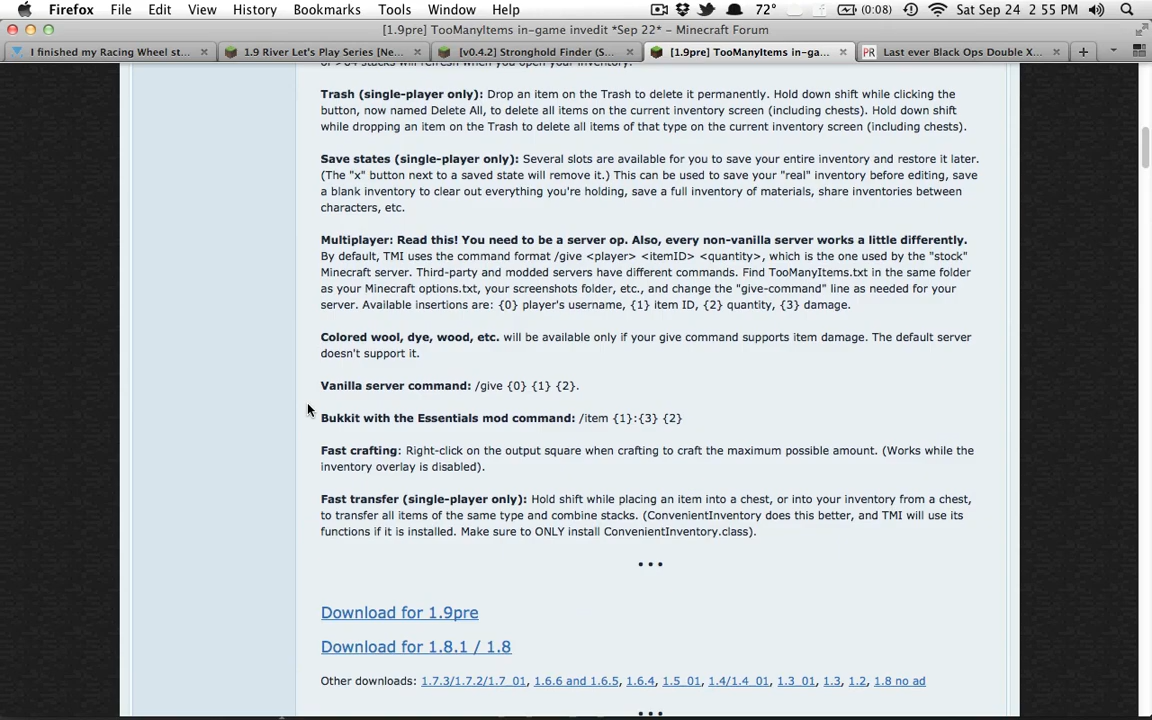 Firefox File Edit View History Bookmarks Tools Window Help 72° (0:08) Sat Sep 24 2:55 PM
[1.9pre] TooManyItems in-game invedit *Sep 22* – Minecraft Forum
I finished my Racing Wheel st... 1.9 River Let's Play Series [Ne... [v0.4.2] Stronghold Finder (S... [1.9pre] TooManyItems in-ga... PR Last ever Black Ops Double X...
or >64 stacks will refresh when you open your inventory.
Trash (single-player only): Drop an item on the Trash to delete it permanently. Hold down shift while clicking the
button, now named Delete All, to delete all items on the current inventory screen (including chests). Hold down shift
while dropping an item on the Trash to delete all items of that type on the current inventory screen (including chests).
Save states (single-player only): Several slots are available for you to save your entire inventory and restore it later.
(The "x" button next to a saved state will remove it.) This can be used to save your "real" inventory before editing, save
a blank inventory to clear out everything you're holding, save a full inventory of materials, share inventories between
characters, etc.
Multiplayer: Read this! You need to be a server op. Also, every non-vanilla server works a little differently.
By default, TMI uses the command format /give <player> <itemID> <quantity>, which is the one used by the "stock"
Minecraft server. Third-party and modded servers have different commands. Find TooManyItems.txt in the same folder
as your Minecraft options.txt, your screenshots folder, etc., and change the "give-command" line as needed for your
server. Available insertions are: {0} player's username, {1} item ID, {2} quantity, {3} damage.
Colored wool, dye, wood, etc. will be available only if your give command supports item damage. The default server
doesn't support it.
Vanilla server command: /give {0} {1} {2}.
Bukkit with the Essentials mod command: /item {1}:{3} {2}
Fast crafting: Right-click on the output square when crafting to craft the maximum possible amount. (Works while the
inventory overlay is disabled).
Fast transfer (single-player only): Hold shift while placing an item into a chest, or into your inventory from a chest,
to transfer all items of the same type and combine stacks. (ConvenientInventory does this better, and TMI will use its
functions if it is installed. Make sure to ONLY install ConvenientInventory.class).
• • •
Download for 1.9pre
Download for 1.8.1 / 1.8
Other downloads: 1.7.3/1.7.2/1.7_01, 1.6.6 and 1.6.5, 1.6.4, 1.5_01, 1.4/1.4_01, 1.3_01, 1.3, 1.2, 1.8 no ad
• • •